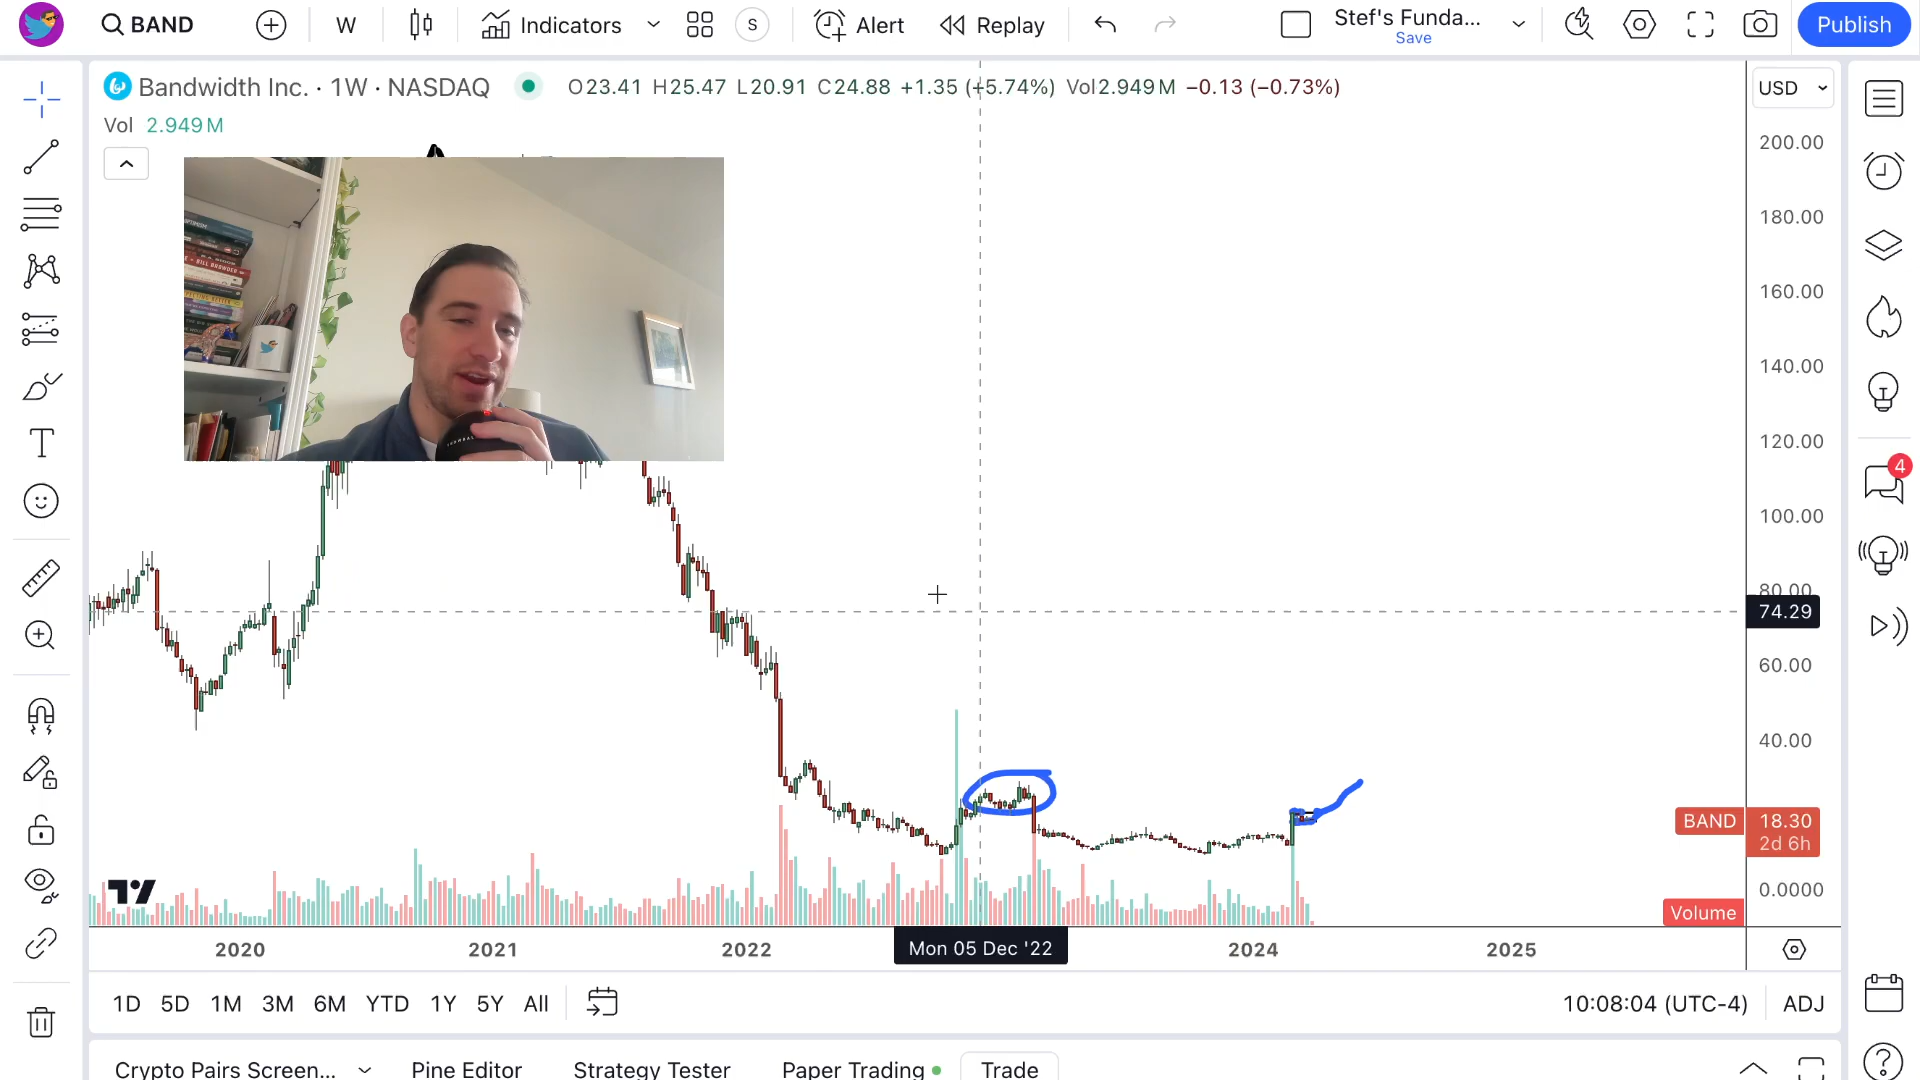 BAND
W
Indicators
S
Alert
Replay
Stef's Funda...
Save
Publish
Bandwidth Inc. · 1W · NASDAQ
O23.41 H25.47 L20.91 C24.88 +1.35 (+5.74%) Vol2.949M −0.13 (−0.73%)
USD
Vol 2.949M
200.00
180.00
160.00
140.00
120.00
100.00
80.00
74.29
60.00
40.00
BAND 18.30
2d 6h
0.0000
Volume
4
BILL BROWDER
2020
2021
2022
Mon 05 Dec '22
2024
2025
1D 5D 1M 3M 6M YTD 1Y 5Y All
10:08:04 (UTC-4)
ADJ
Crypto Pairs Screen...
Pine Editor
Strategy Tester
Paper Trading
Trade